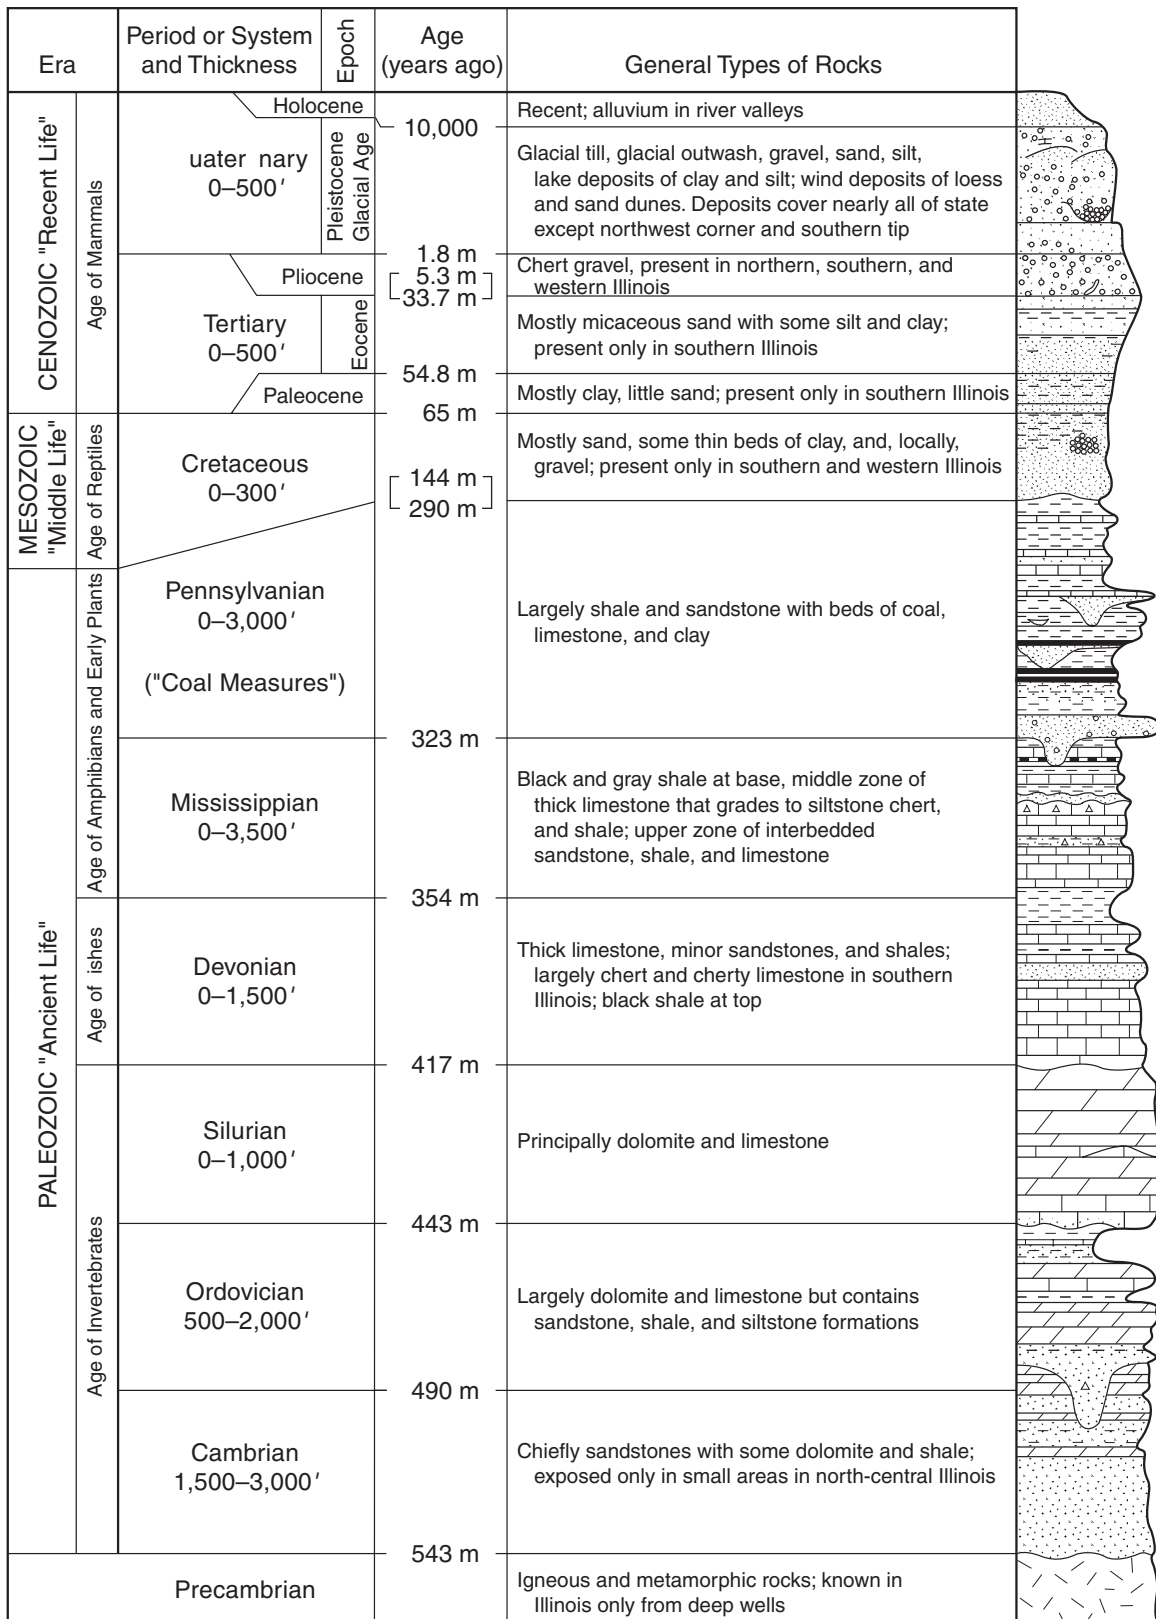 Era
Period or System
and Thickness
Epoch
Age
(years ago)
General Types of Rocks
CENOZOIC "Recent Life"
Age of Mammals
Holocene
Recent; alluvium in river valleys
10,000
uater nary
0–500'
Pleistocene
Glacial Age
Glacial till, glacial outwash, gravel, sand, silt,
lake deposits of clay and silt; wind deposits of loess
and sand dunes. Deposits cover nearly all of state
except northwest corner and southern tip
1.8 m
Pliocene
5.3 m
33.7 m
Chert gravel, present in northern, southern, and
western Illinois
Tertiary
0–500'
Eocene
Mostly micaceous sand with some silt and clay;
present only in southern Illinois
54.8 m
Paleocene
Mostly clay, little sand; present only in southern Illinois
65 m
MESOZOIC
"Middle Life"
Age of Reptiles
Cretaceous
0–300'
144 m
290 m
Mostly sand, some thin beds of clay, and, locally,
gravel; present only in southern and western Illinois
PALEOZOIC "Ancient Life"
Age of Amphibians and Early Plants
Pennsylvanian
0–3,000'
("Coal Measures")
Largely shale and sandstone with beds of coal,
limestone, and clay
323 m
Mississippian
0–3,500'
Black and gray shale at base, middle zone of
thick limestone that grades to siltstone chert,
and shale; upper zone of interbedded
sandstone, shale, and limestone
354 m
Age of ishes
Devonian
0–1,500'
Thick limestone, minor sandstones, and shales;
largely chert and cherty limestone in southern
Illinois; black shale at top
417 m
Age of Invertebrates
Silurian
0–1,000'
Principally dolomite and limestone
443 m
Ordovician
500–2,000'
Largely dolomite and limestone but contains
sandstone, shale, and siltstone formations
490 m
Cambrian
1,500–3,000'
Chiefly sandstones with some dolomite and shale;
exposed only in small areas in north-central Illinois
543 m
Precambrian
Igneous and metamorphic rocks; known in
Illinois only from deep wells